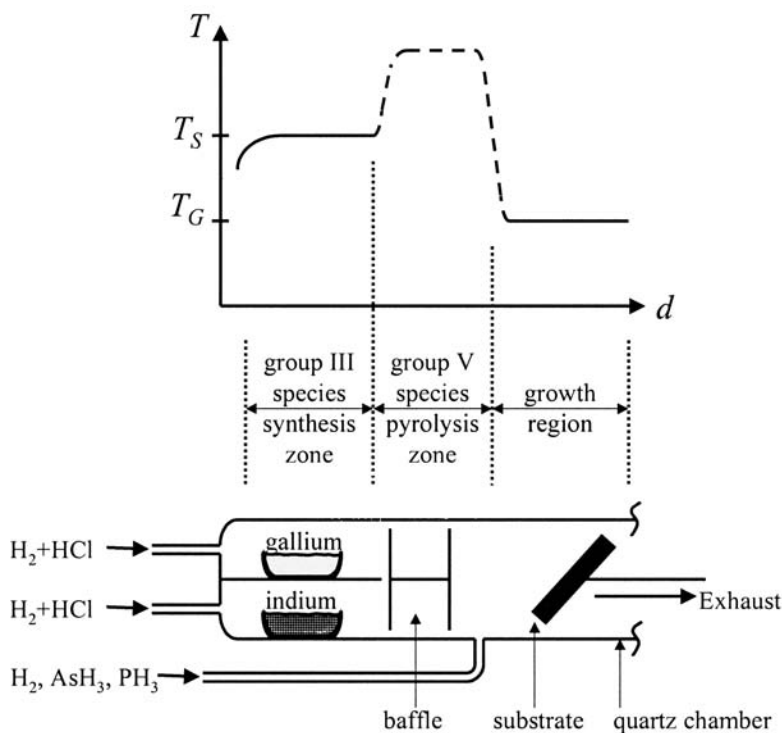 T
T_S
T_G
d
group III
species
synthesis
zone
group V
species
pyrolysis
zone
growth
region
H₂+HCl
gallium
H₂+HCl
indium
Exhaust
H₂, AsH₃, PH₃
baffle
substrate
quartz chamber